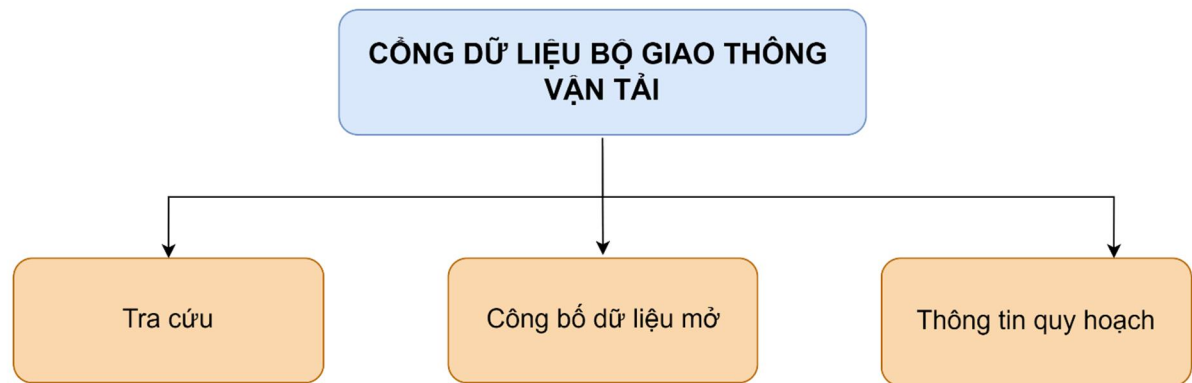 CỔNG DỮ LIỆU BỘ GIAO THÔNG
VẬN TẢI
Tra cứu
Công bố dữ liệu mở
Thông tin quy hoạch